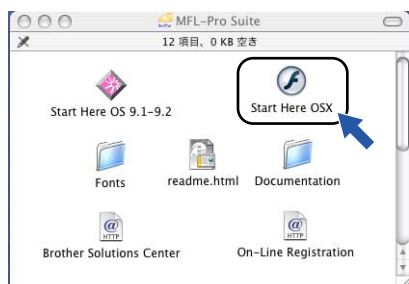 MFL-Pro Suite
12 項目、0 KB 空き
Start Here OS 9.1-9.2
Start Here OSX
Fonts
readme.html
Documentation
HTTP
HTTP
Brother Solutions Center
On-Line Registration